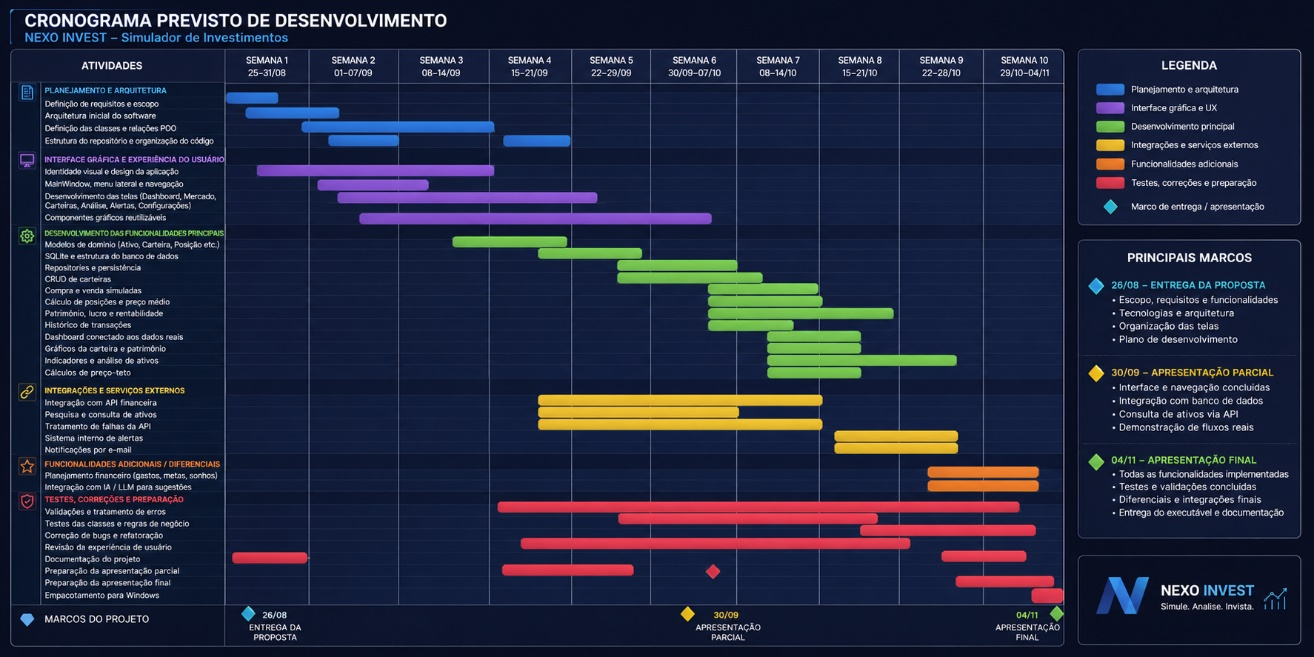 CRONOGRAMA PREVISTO DE DESENVOLVIMENTO
NEXO INVEST – Simulador de Investimentos
ATIVIDADES
SEMANA 1
25–31/08
SEMANA 2
01–07/09
SEMANA 3
08–14/09
SEMANA 4
15–21/09
SEMANA 5
22–29/09
SEMANA 6
30/09–07/10
SEMANA 7
08–14/10
SEMANA 8
15–21/10
SEMANA 9
22–28/10
SEMANA 10
29/10–04/11
PLANEJAMENTO E ARQUITETURA
Definição de requisitos e escopo
Arquitetura inicial do software
Definição das classes e relações POO
Estrutura do repositório e organização do código
INTERFACE GRÁFICA E EXPERIÊNCIA DO USUÁRIO
Identidade visual e design da aplicação
MainWindow, menu lateral e navegação
Desenvolvimento das telas (Dashboard, Mercado,
Carteiras, Análise, Alertas, Configurações)
Componentes gráficos reutilizáveis
DESENVOLVIMENTO DAS FUNCIONALIDADES PRINCIPAIS
Modelos de domínio (Ativo, Carteira, Posição etc.)
SQLite e estrutura do banco de dados
Repositories e persistência
CRUD de carteiras
Compra e venda simuladas
Cálculo de posições e preço médio
Patrimônio, lucro e rentabilidade
Histórico de transações
Dashboard conectado aos dados reais
Gráficos da carteira e patrimônio
Indicadores e análise de ativos
Cálculos de preço-teto
INTEGRAÇÕES E SERVIÇOS EXTERNOS
Integração com API financeira
Pesquisa e consulta de ativos
Tratamento de falhas da API
Sistema interno de alertas
Notificações por e-mail
FUNCIONALIDADES ADICIONAIS / DIFERENCIAIS
Planejamento financeiro (gastos, metas, sonhos)
Integração com IA / LLM para sugestões
TESTES, CORREÇÕES E PREPARAÇÃO
Validações e tratamento de erros
Testes das classes e regras de negócio
Correção de bugs e refatoração
Revisão da experiência de usuário
Documentação do projeto
Preparação da apresentação parcial
Preparação da apresentação final
Empacotamento para Windows
MARCOS DO PROJETO
26/08
ENTREGA DA
PROPOSTA
30/09
APRESENTAÇÃO
PARCIAL
04/11
APRESENTAÇÃO
FINAL
LEGENDA
Planejamento e arquitetura
Interface gráfica e UX
Desenvolvimento principal
Integrações e serviços externos
Funcionalidades adicionais
Testes, correções e preparação
Marco de entrega / apresentação
PRINCIPAIS MARCOS
26/08 – ENTREGA DA PROPOSTA
• Escopo, requisitos e funcionalidades
• Tecnologias e arquitetura
• Organização das telas
• Plano de desenvolvimento
30/09 – APRESENTAÇÃO PARCIAL
• Interface e navegação concluídas
• Integração com banco de dados
• Consulta de ativos via API
• Demonstração de fluxos reais
04/11 – APRESENTAÇÃO FINAL
• Todas as funcionalidades implementadas
• Testes e validações concluídas
• Diferenciais e integrações finais
• Entrega do executável e documentação
NEXO INVEST
Simule. Analise. Invista.